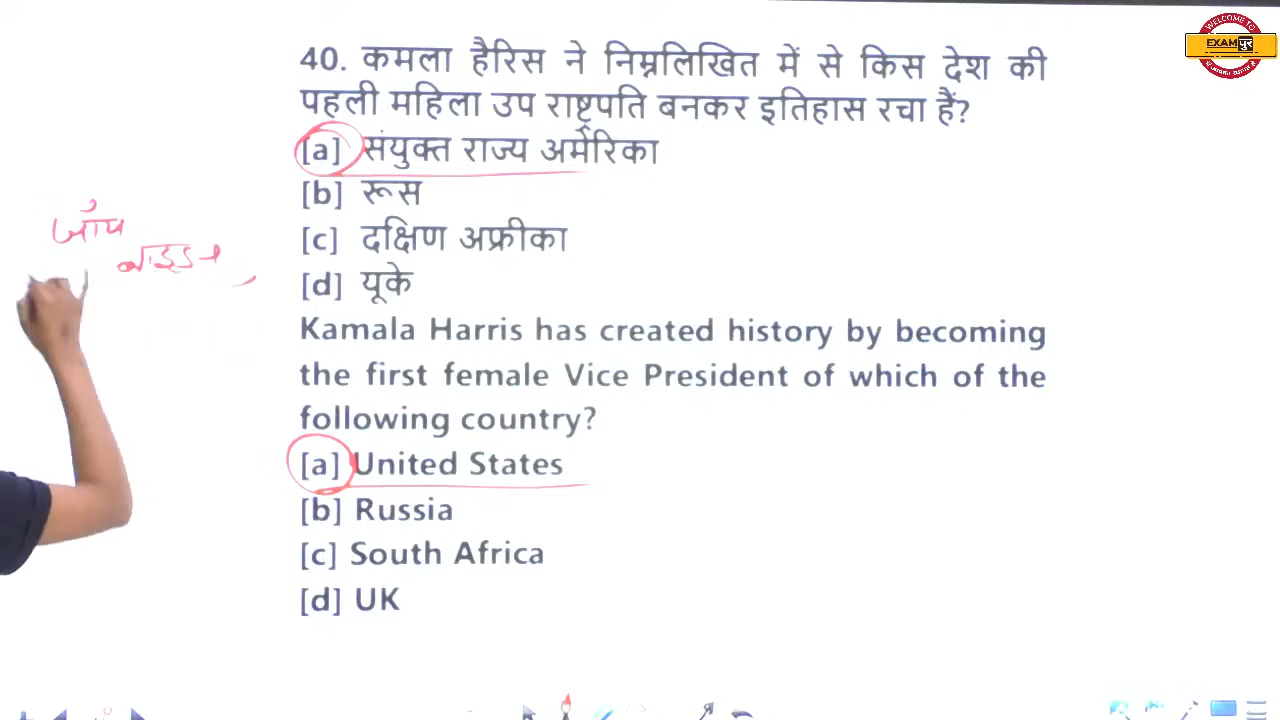 WELCOME TO
EXAM पुर
40. कमला हैरिस ने निम्नलिखित में से किस देश की
पहली महिला उप राष्ट्रपति बनकर इतिहास रचा हैं?
[a] संयुक्त राज्य अमेरिका
[b] रूस
[c] दक्षिण अफ्रीका
[d] यूके
Kamala Harris has created history by becoming
the first female Vice President of which of the
following country?
[a] United States
[b] Russia
[c] South Africa
[d] UK